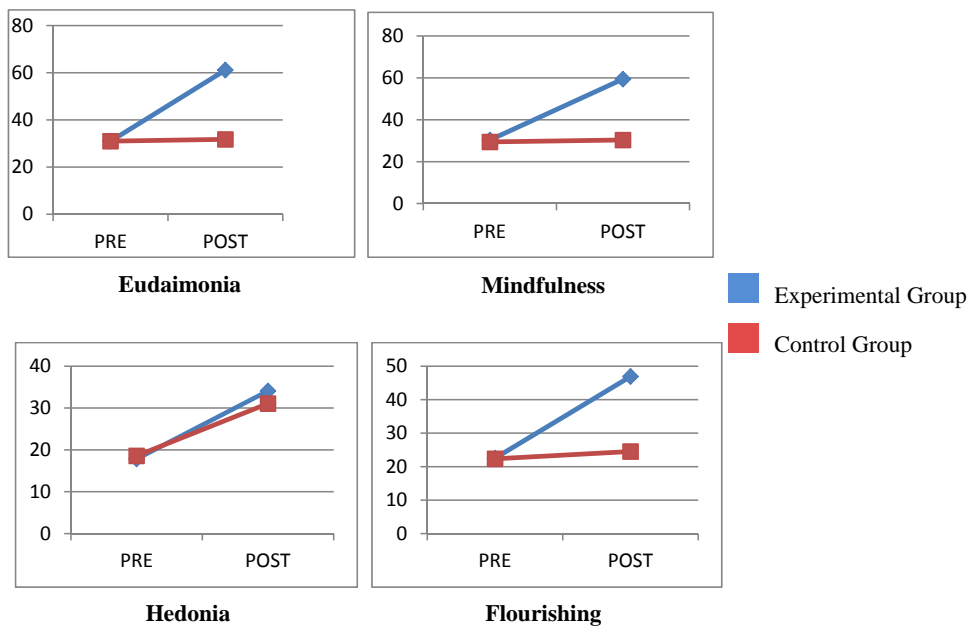 80
60
40
20
0
PRE POST
Eudaimonia
80
60
40
20
0
PRE POST
Mindfulness
Experimental Group
Control Group
40
30
20
10
0
PRE POST
Hedonia
50
40
30
20
10
0
PRE POST
Flourishing